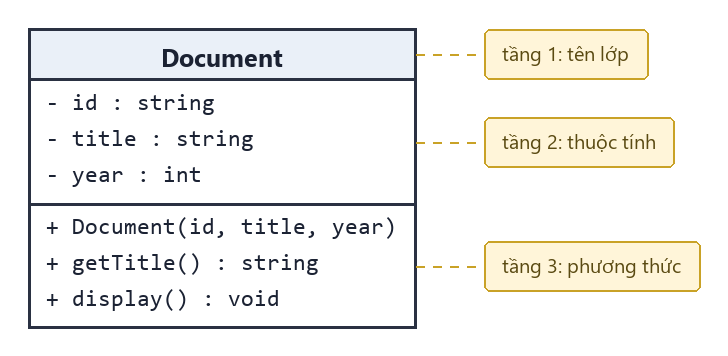 Document
tầng 1: tên lớp
- id : string
- title : string
- year : int
tầng 2: thuộc tính
+ Document(id, title, year)
+ getTitle() : string
+ display() : void
tầng 3: phương thức